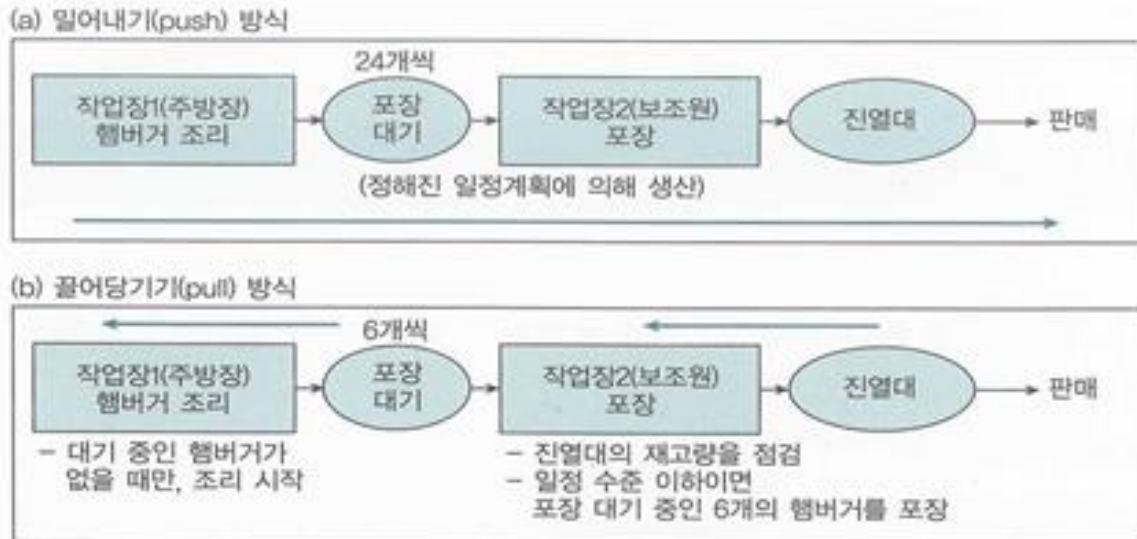 (a) 밀어내기(push) 방식
24개씩
작업장1(주방장)
햄버거 조리
포장
대기
작업장2(보조원)
포장
진열대
판매
(정해진 일정계획에 의해 생산)
(b) 끌어당기기(pull) 방식
6개씩
작업장1(주방장)
햄버거 조리
포장
대기
작업장2(보조원)
포장
진열대
판매
- 대기 중인 햄버거가
없을 때만, 조리 시작
- 진열대의 재고량을 점검
- 일정 수준 이하이면
포장 대기 중인 6개의 햄버거를 포장